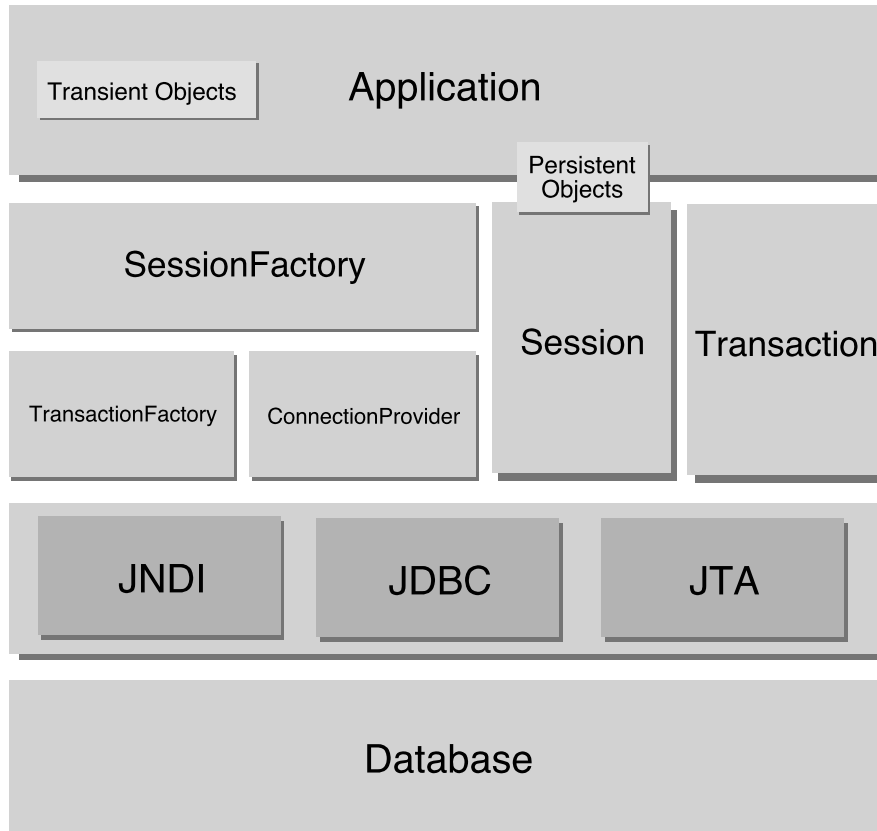 Transient Objects
Application
Persistent
Objects
SessionFactory
Session
Transaction
TransactionFactory
ConnectionProvider
JNDI
JDBC
JTA
Database